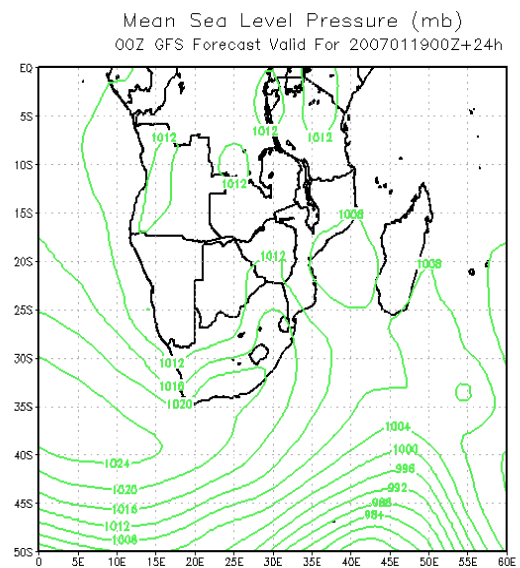 Mean Sea Level Pressure (mb)
00Z GFS Forecast Valid For 2007011900Z+24h
EQ
5S
10S
15S
20S
25S
30S
35S
40S
45S
50S
1012
1012
1012
1012
1008
1012
1008
1012
1016
1020
1004
1000
996
992
988
984
1024
1020
1016
1012
1008
0 5E 10E 15E 20E 25E 30E 35E 40E 45E 50E 55E 60E